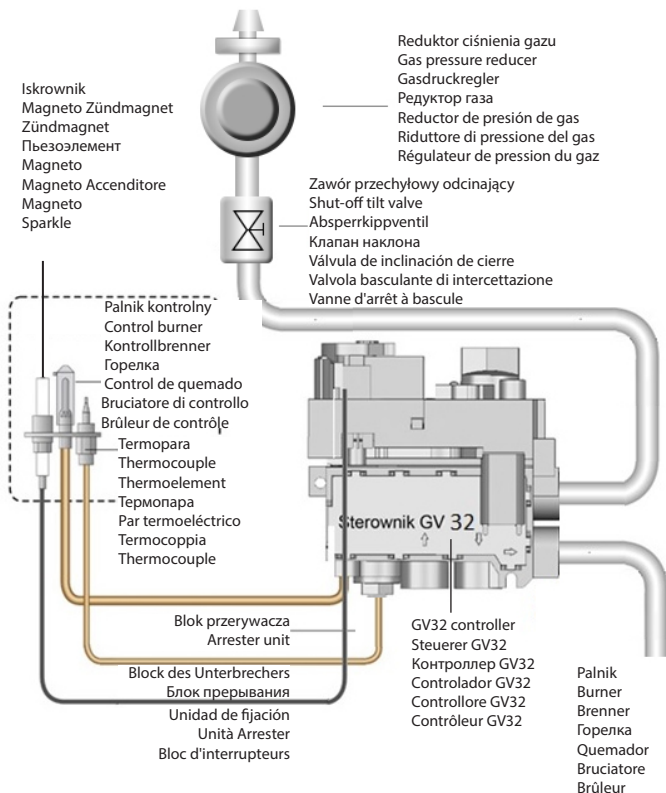 Reduktor ciśnienia gazu
Gas pressure reducer
Gasdruckregler
Редуктор газа
Reductor de presión de gas
Riduttore di pressione del gas
Régulateur de pression du gaz
Iskrownik
Magneto Zündmagnet
Zündmagnet
Пьезоэлемент
Magneto
Magneto Accenditore
Magneto
Sparkle
Zawór przechyłowy odcinający
Shut-off tilt valve
Absperrkippventil
Клапан наклона
Válvula de inclinación de cierre
Valvola basculante di intercettazione
Vanne d'arrêt à bascule
Palnik kontrolny
Control burner
Kontrollbrenner
Горелка
Control de quemado
Bruciatore di controllo
Brûleur de contrôle
Termopara
Thermocouple
Thermoelement
Термопара
Par termoeléctrico
Termocoppia
Thermocouple
Sterownik GV 32
Blok przerywacza
Arrester unit
Block des Unterbrechers
Блок прерывания
Unidad de fijación
Unità Arrester
Bloc d'interrupteurs
GV32 controller
Steuerer GV32
Контроллер GV32
Controlador GV32
Controllore GV32
Contrôleur GV32
Palnik
Burner
Brenner
Горелка
Quemador
Bruciatore
Brûleur